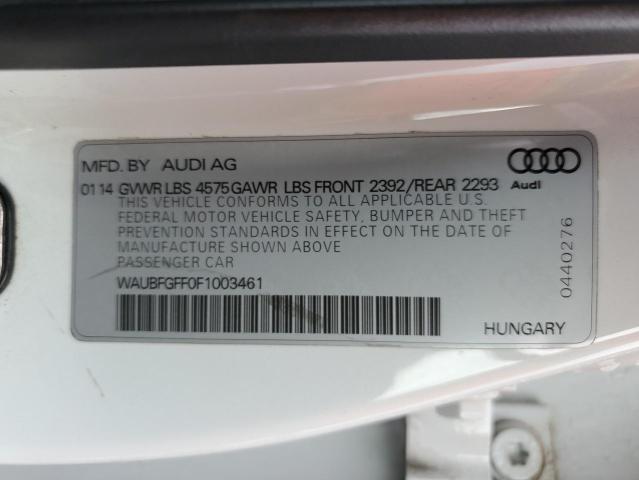 MFD. BY AUDI AG
01 14 GVWR LBS 4575 GAWR LBS FRONT 2392/REAR 2293 Audi
THIS VEHICLE CONFORMS TO ALL APPLICABLE U.S.
FEDERAL MOTOR VEHICLE SAFETY, BUMPER AND THEFT
PREVENTION STANDARDS IN EFFECT ON THE DATE OF
MANUFACTURE SHOWN ABOVE
PASSENGER CAR
WAUBFGFF0F1003461
HUNGARY
0440276